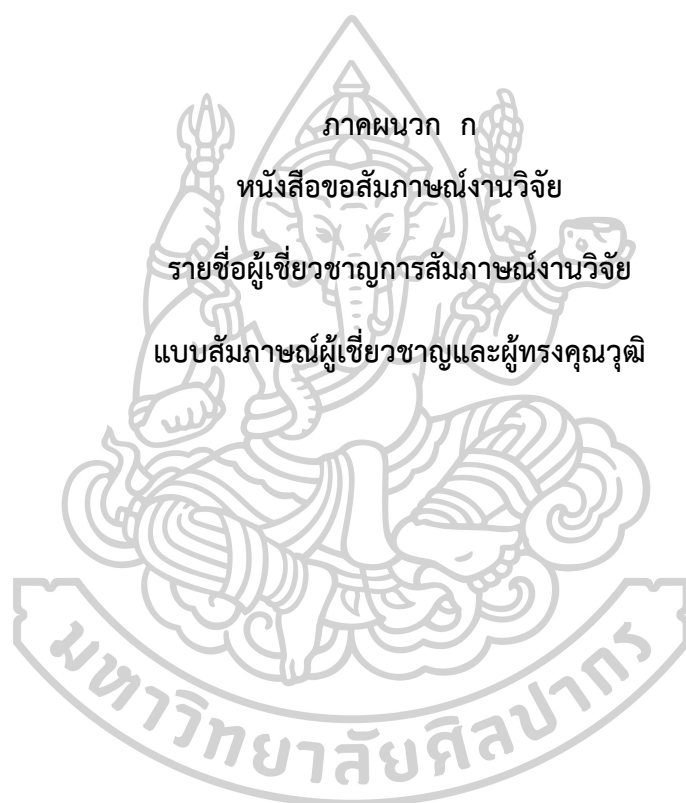 ภาคผนวก ก
หนังสือขอสัมภาษณ์งานวิจัย
รายชื่อผู้เชี่ยวชาญการสัมภาษณ์งานวิจัย
แบบสัมภาษณ์ผู้เชี่ยวชาญและผู้ทรงคุณวุฒิ
มหาวิทยาลัยศิลปากร